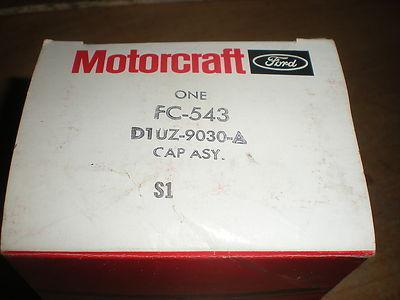 Motorcraft Ford
ONE
FC-543
D1UZ-9030-A
CAP ASY.
S1